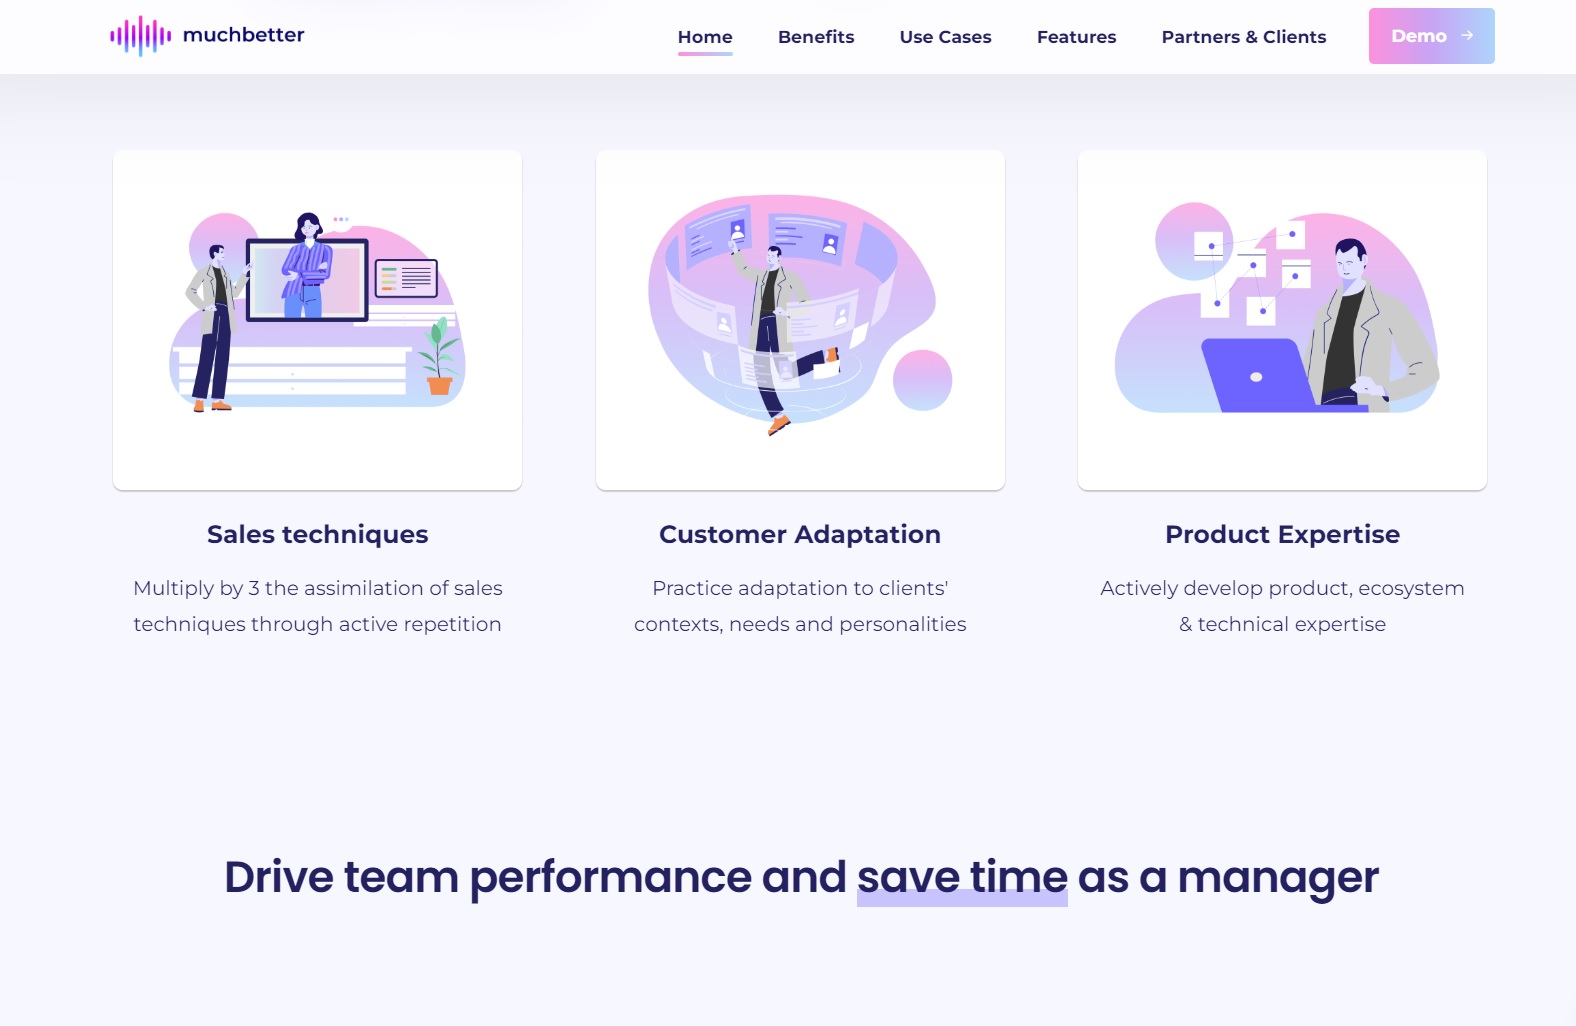 muchbetter
Home
Benefits
Use Cases
Features
Partners & Clients
Demo
Sales techniques
Multiply by 3 the assimilation of sales
techniques through active repetition
Customer Adaptation
Practice adaptation to clients'
contexts, needs and personalities
Product Expertise
Actively develop product, ecosystem
& technical expertise
Drive team performance and save time as a manager